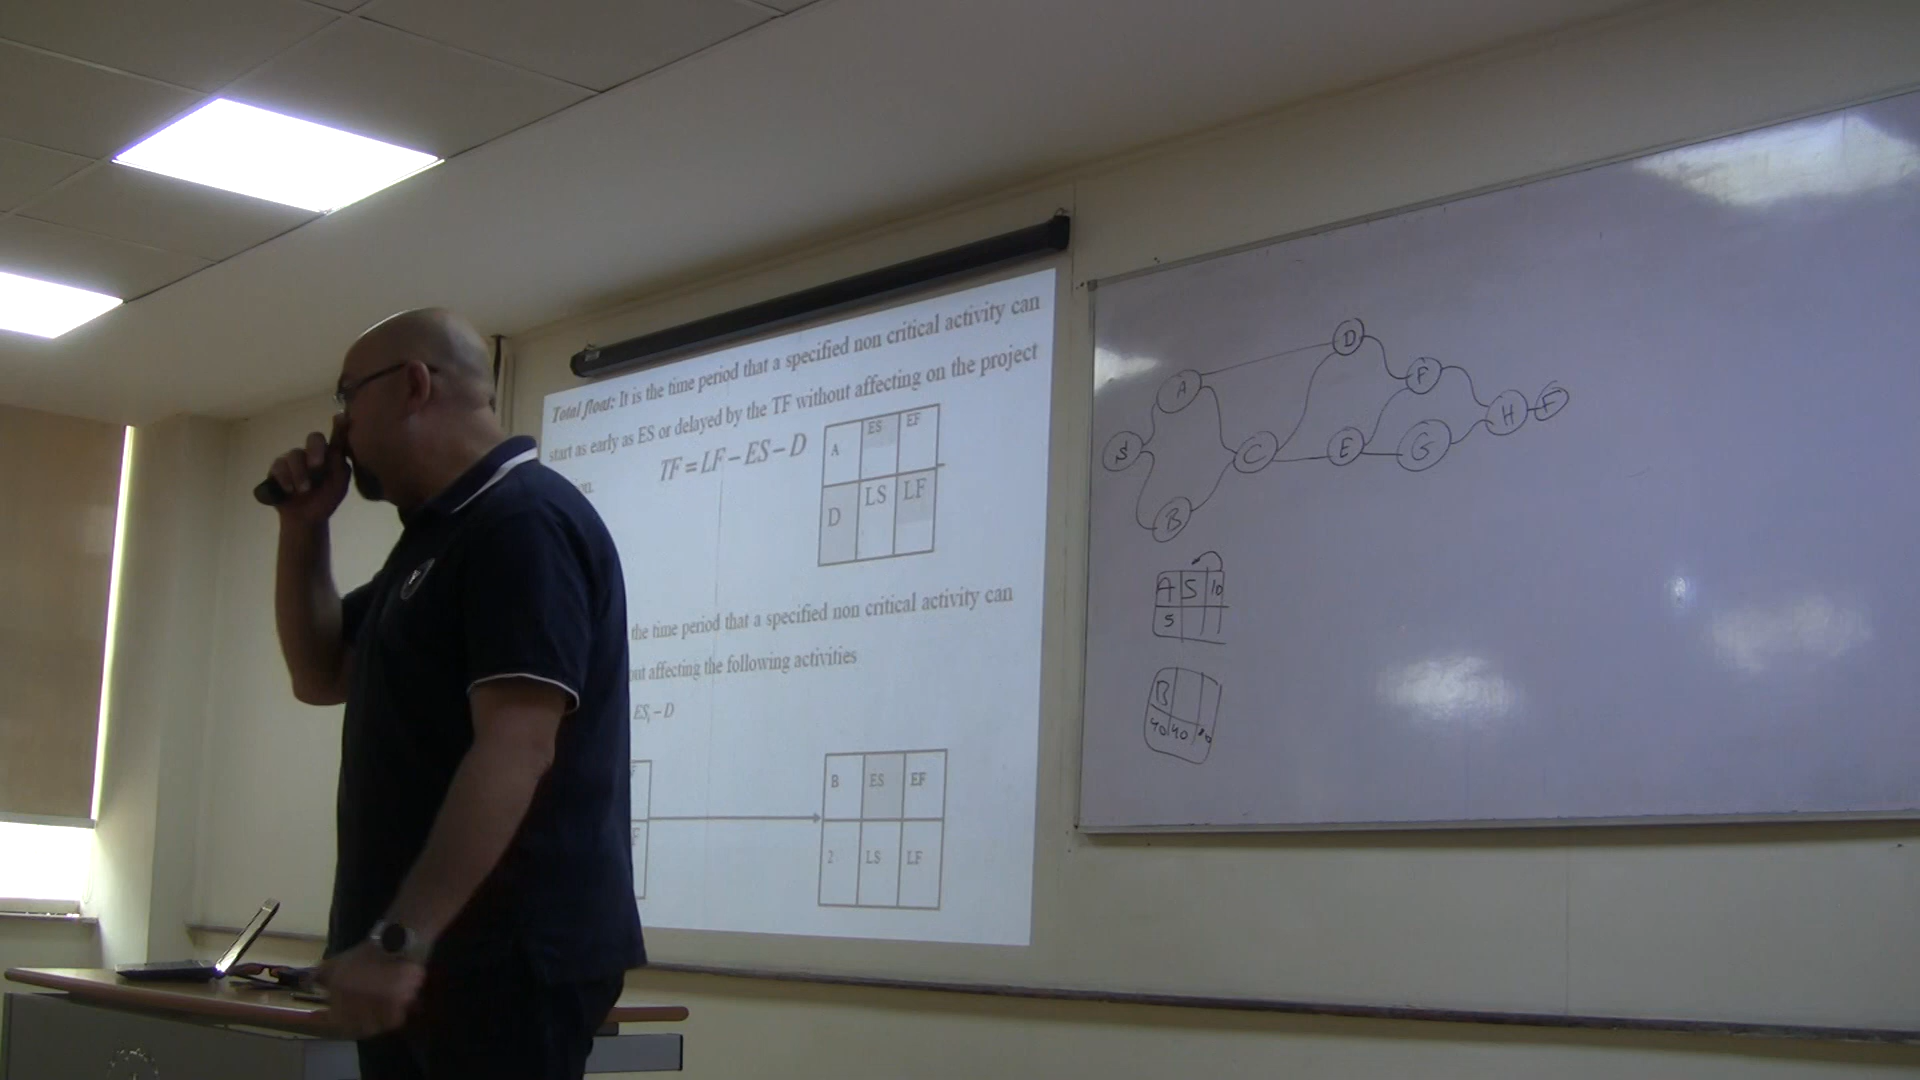 Total float: It is the time period that a specified non critical activity can
start as early as ES or delayed by the TF without affecting on the project
TF = LF – ES – D
A ES EF
D LS LF
the time period that a specified non critical activity can
affecting the following activities
– D
B ES EF
2 LS LF
D
A F
S C E G H F
B
A 5 10
5
B
40 40